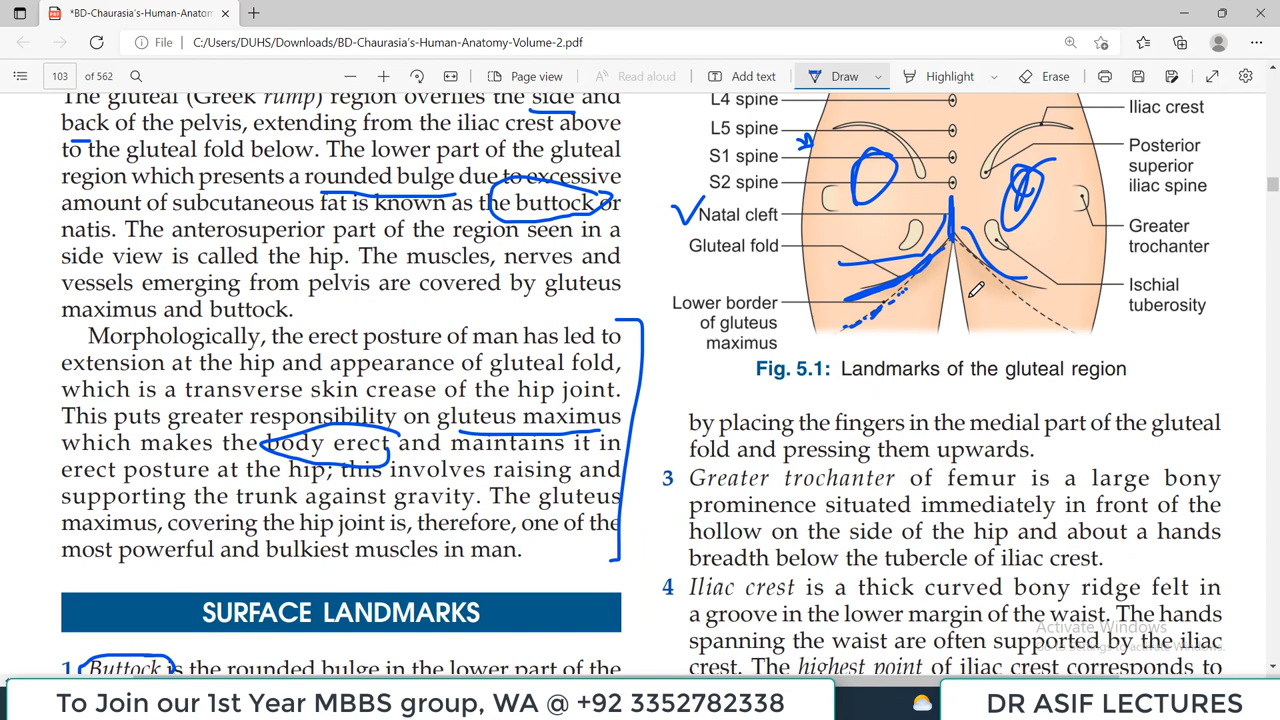 *BD-Chaurasia's-Human-Anatom
File
C:/Users/DUHS/Downloads/BD-Chaurasia's-Human-Anatomy-Volume-2.pdf
103 of 562
Page view
Read aloud
Add text
Draw
Highlight
Erase
The gluteal (Greek rump) region overlies the side and
back of the pelvis, extending from the iliac crest above
to the gluteal fold below. The lower part of the gluteal
region which presents a rounded bulge due to excessive
amount of subcutaneous fat is known as the buttock or
natis. The anterosuperior part of the region seen in a
side view is called the hip. The muscles, nerves and
vessels emerging from pelvis are covered by gluteus
maximus and buttock.
Morphologically, the erect posture of man has led to
extension at the hip and appearance of gluteal fold,
which is a transverse skin crease of the hip joint.
This puts greater responsibility on gluteus maximus
which makes the body erect and maintains it in
erect posture at the hip; this involves raising and
supporting the trunk against gravity. The gluteus
maximus, covering the hip joint is, therefore, one of the
most powerful and bulkiest muscles in man.
SURFACE LANDMARKS
1 Buttock is the rounded bulge in the lower part of the
L4 spine
L5 spine
S1 spine
S2 spine
Natal cleft
Gluteal fold
Lower border
of gluteus
maximus
Iliac crest
Posterior
superior
iliac spine
Greater
trochanter
Ischial
tuberosity
Fig. 5.1: Landmarks of the gluteal region
by placing the fingers in the medial part of the gluteal
fold and pressing them upwards.
3 Greater trochanter of femur is a large bony
prominence situated immediately in front of the
hollow on the side of the hip and about a hands
breadth below the tubercle of iliac crest.
4 Iliac crest is a thick curved bony ridge felt in
a groove in the lower margin of the waist. The hands
spanning the waist are often supported by the iliac
crest. The highest point of iliac crest corresponds to
Activate Windows
Go to Settings to activate Windows.
To Join our 1st Year MBBS group, WA @ +92 3352782338
DR ASIF LECTURES